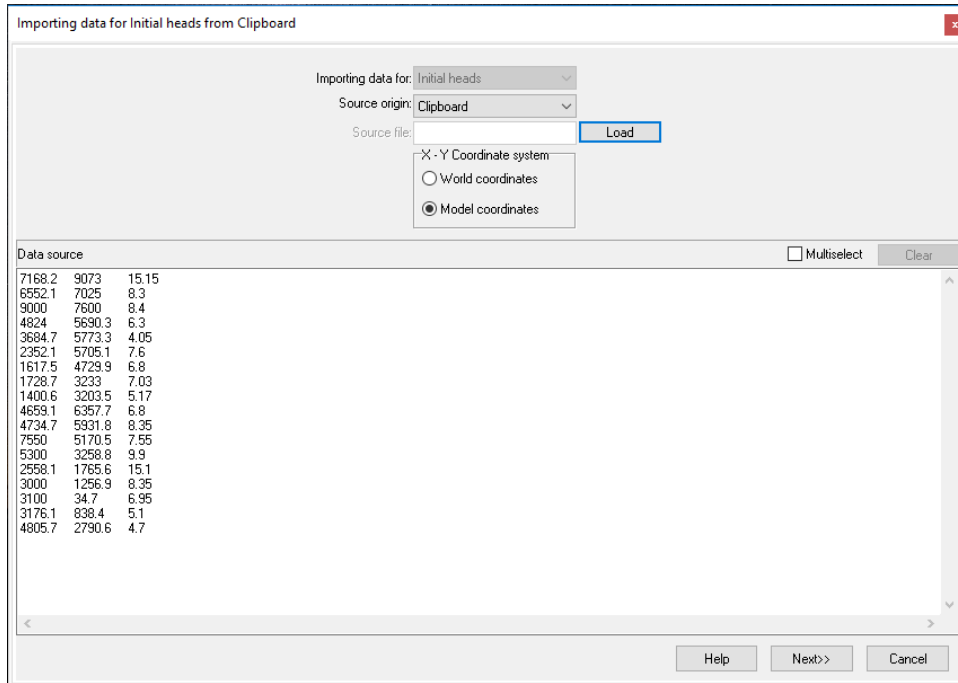 Importing data for Initial heads from Clipboard
x
Importing data for: Initial heads
Source origin: Clipboard
Source file:
Load
X - Y Coordinate system
World coordinates
Model coordinates
Data source
Multiselect
Clear
7168.2 9073 15.15
6552.1 7025 8.3
9000 7600 8.4
4824 5690.3 6.3
3684.7 5773.3 4.05
2352.1 5705.1 7.6
1617.5 4729.9 6.8
1728.7 3233 7.03
1400.6 3203.5 5.17
4659.1 6357.7 6.8
4734.7 5931.8 8.35
7550 5170.5 7.55
5300 3258.8 9.9
2558.1 1765.6 15.1
3000 1256.9 8.35
3100 34.7 6.95
3176.1 838.4 5.1
4805.7 2790.6 4.7
Help
Next>>
Cancel